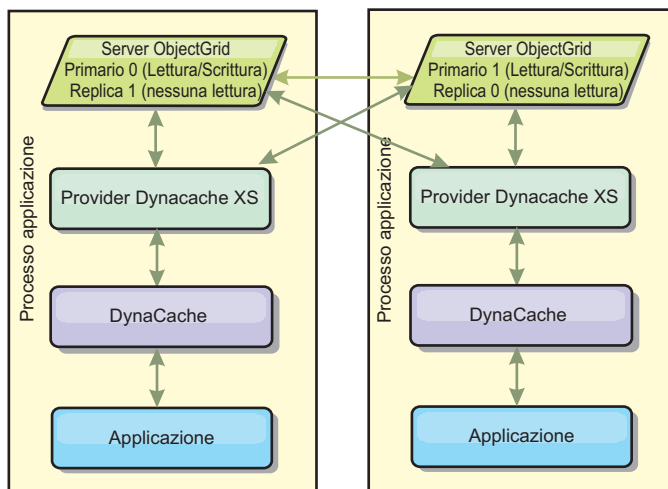 Server ObjectGrid
Primario 0 (Lettura/Scrittura)
Replica 1 (nessuna lettura)
Processo applicazione
Provider Dynacache XS
DynaCache
Applicazione
Server ObjectGrid
Primario 1 (Lettura/Scrittura)
Replica 0 (nessuna lettura)
Processo applicazione
Provider Dynacache XS
DynaCache
Applicazione